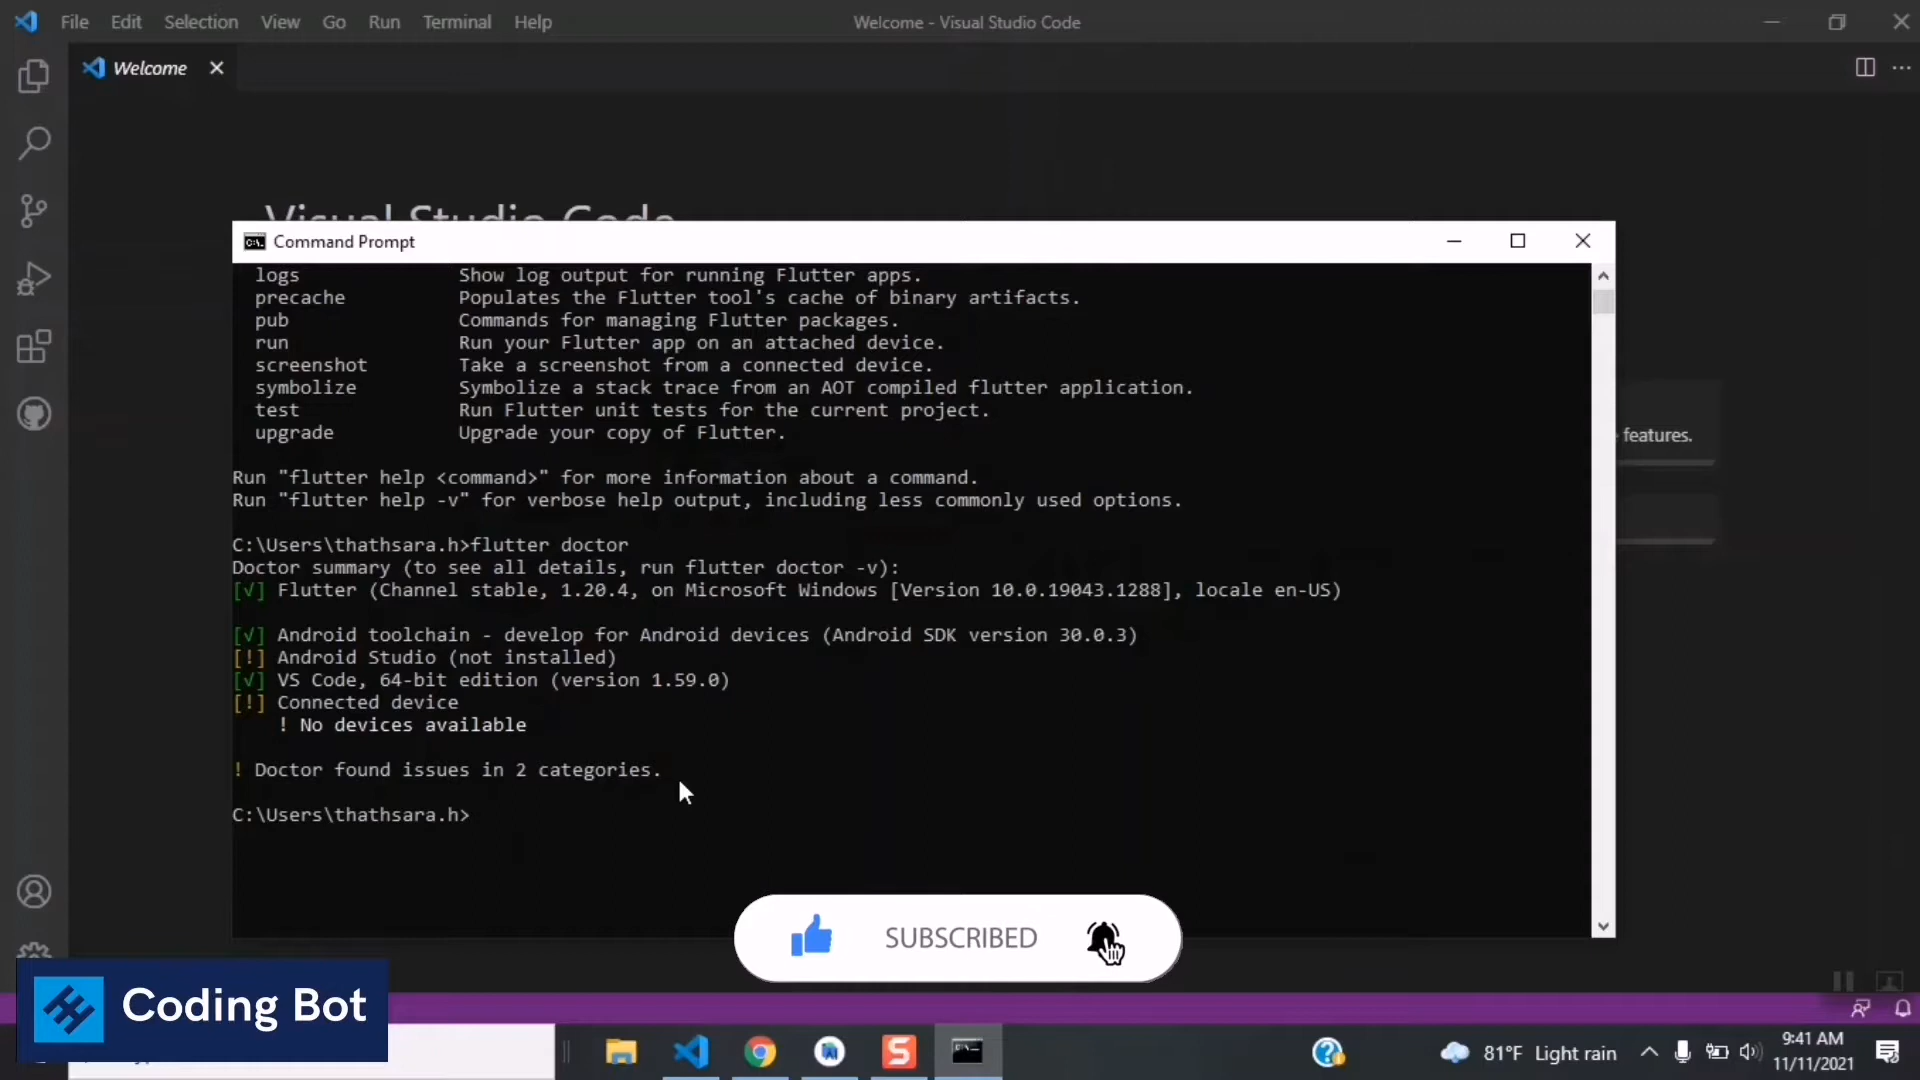 File Edit Selection View Go Run Terminal Help
Welcome - Visual Studio Code
Welcome
Visual Studio Code
Command Prompt
logs Show log output for running Flutter apps.
precache Populates the Flutter tool's cache of binary artifacts.
pub Commands for managing Flutter packages.
run Run your Flutter app on an attached device.
screenshot Take a screenshot from a connected device.
symbolize Symbolize a stack trace from an AOT compiled flutter application.
test Run Flutter unit tests for the current project.
upgrade Upgrade your copy of Flutter.
Run "flutter help <command>" for more information about a command.
Run "flutter help -v" for verbose help output, including less commonly used options.
C:\Users\thathsara.h>flutter doctor
Doctor summary (to see all details, run flutter doctor -v):
[√] Flutter (Channel stable, 1.20.4, on Microsoft Windows [Version 10.0.19043.1288], locale en-US)
[√] Android toolchain - develop for Android devices (Android SDK version 30.0.3)
[!] Android Studio (not installed)
[√] VS Code, 64-bit edition (version 1.59.0)
[!] Connected device
! No devices available
! Doctor found issues in 2 categories.
C:\Users\thathsara.h>
features.
SUBSCRIBED
Coding Bot
81°F Light rain
9:41 AM
11/11/2021